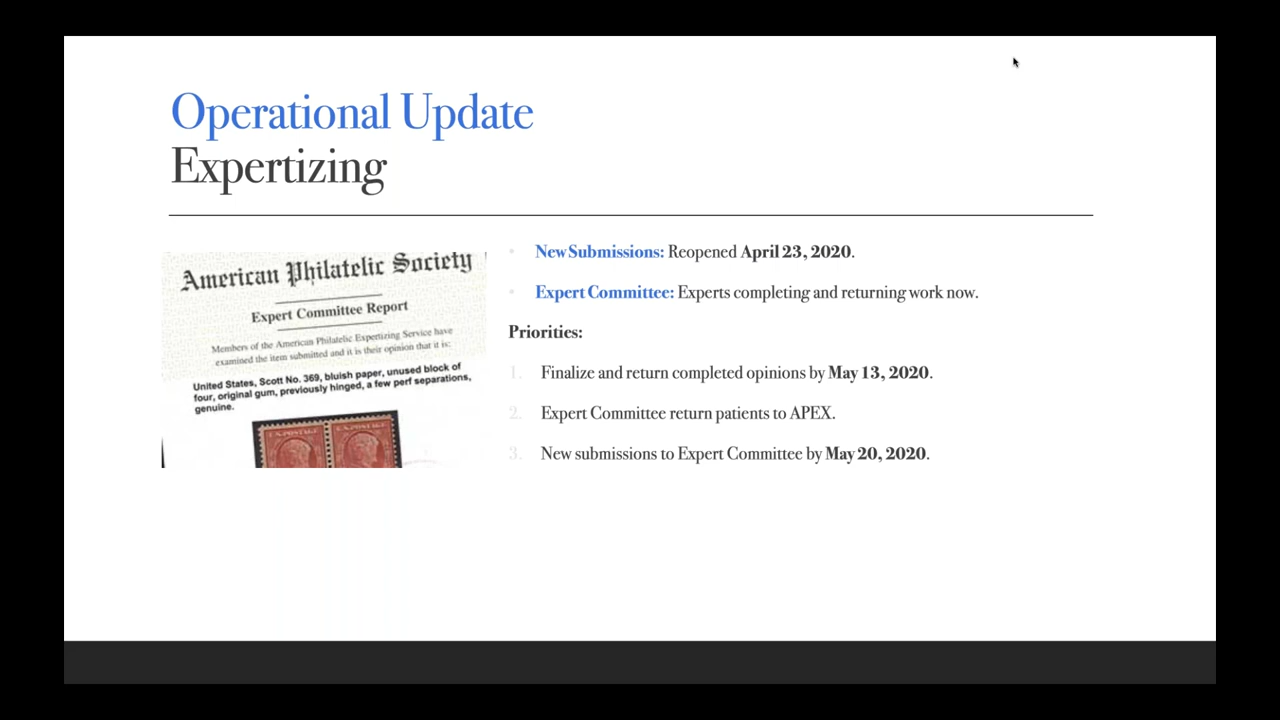 Operational Update
Expertizing
American Philatelic Society
Expert Committee Report
Members of the American Philatelic Expertizing Service have
examined the item submitted and it is their opinion that it is:
United States, Scott No. 369, bluish paper, unused block of
four, original gum, previously hinged, a few perf separations,
genuine.
U.S. POSTAGE U.S. POSTAGE
• New Submissions: Reopened April 23, 2020.
• Expert Committee: Experts completing and returning work now.
Priorities:
1. Finalize and return completed opinions by May 13, 2020.
2. Expert Committee return patients to APEX.
3. New submissions to Expert Committee by May 20, 2020.